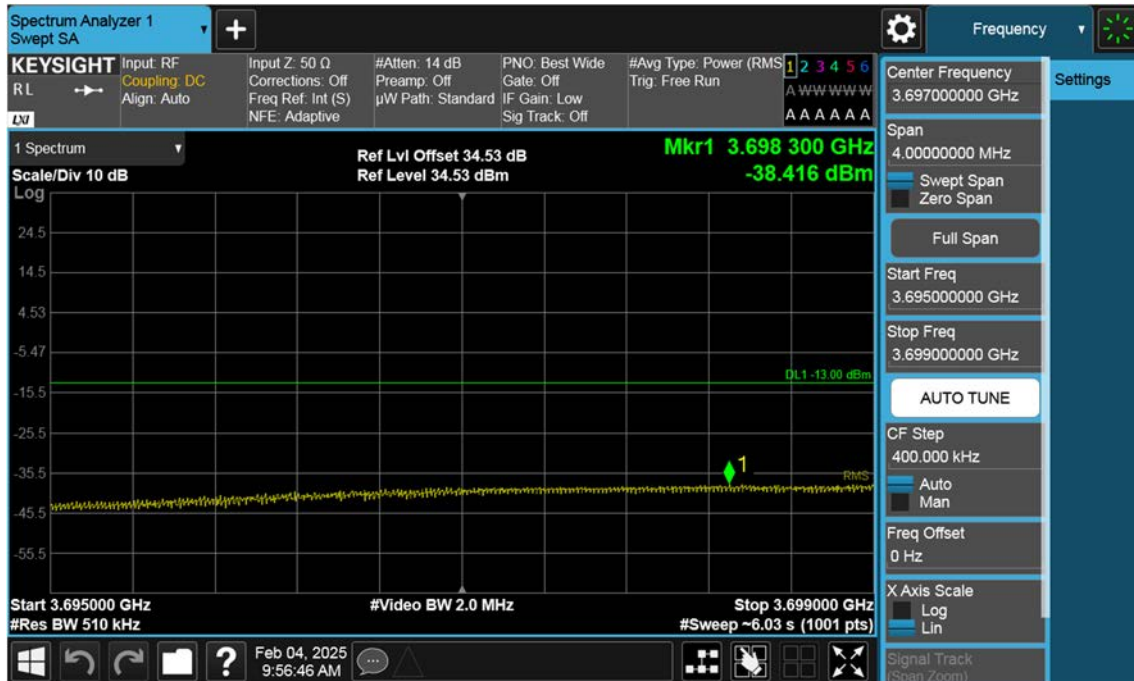 Spectrum Analyzer 1
Swept SA
Frequency
KEYSIGHT
RL
LXI
Input: RF
Coupling: DC
Align: Auto
Input Z: 50 Ω
Corrections: Off
Freq Ref: Int (S)
NFE: Adaptive
#Atten: 14 dB
Preamp: Off
µW Path: Standard
PNO: Best Wide
Gate: Off
IF Gain: Low
Sig Track: Off
#Avg Type: Power (RMS
Trig: Free Run
1 2 3 4 5 6
A W W W W W
A A A A A A
1 Spectrum
Scale/Div 10 dB
Log
Ref Lvl Offset 34.53 dB
Ref Level 34.53 dBm
Mkr1 3.698 300 GHz
-38.416 dBm
24.5
14.5
4.53
-5.47
DL1 -13.00 dBm
-15.5
-25.5
-35.5
1
RMS
-45.5
-55.5
Start 3.695000 GHz
#Res BW 510 kHz
#Video BW 2.0 MHz
Stop 3.699000 GHz
#Sweep ~6.03 s (1001 pts)
Center Frequency
3.697000000 GHz
Span
4.00000000 MHz
Swept Span
Zero Span
Full Span
Start Freq
3.695000000 GHz
Stop Freq
3.699000000 GHz
AUTO TUNE
CF Step
400.000 kHz
Auto
Man
Freq Offset
0 Hz
X Axis Scale
Log
Lin
Signal Track
(Span Zoom)
Settings
?
Feb 04, 2025
9:56:46 AM